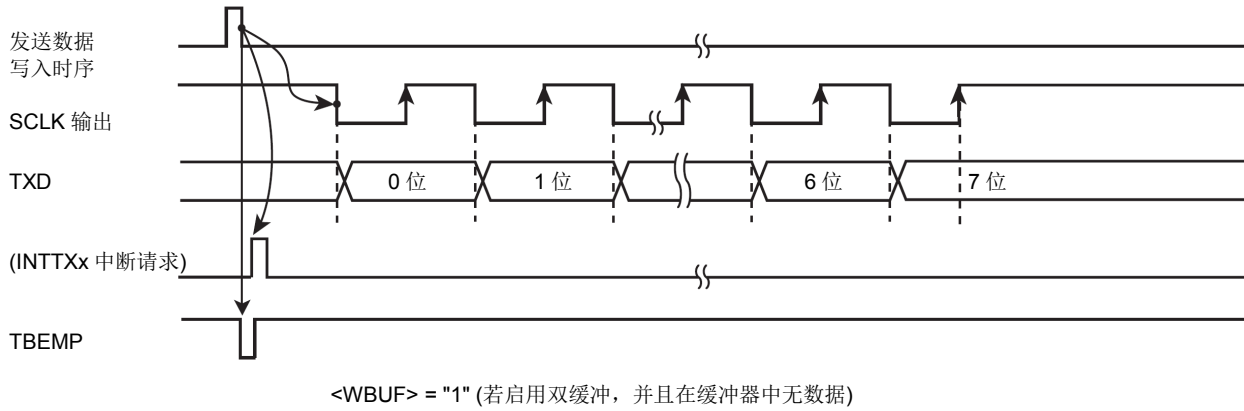 发送数据
写入时序
SCLK 输出
TXD
0 位
1 位
6 位
7 位
(INTTXx 中断请求)
TBEMP
<WBUF> = "1" (若启用双缓冲，并且在缓冲器中无数据)